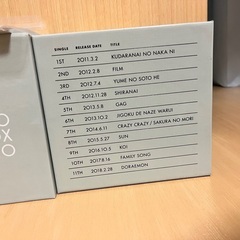 SINGLE RELEASE DATE TITLE
1ST 2011.3.2 KUDARANAI NO NAKA NI
2ND 2012.2.8 FILM
3RD 2012.7.4 YUME NO SOTO HE
4TH 2012.11.28 SHIRANAI
5TH 2013.5.8 GAG
6TH 2013.10.2 JIGOKU DE NAZE WARUI
7TH 2014.6.11 CRAZY CRAZY / SAKURA NO MORI
8TH 2015.5.27 SUN
9TH 2016.10.5 KOI
10TH 2017.8.16 FAMILY SONG
11TH 2018.2.28 DORAEMON
O
OX
O